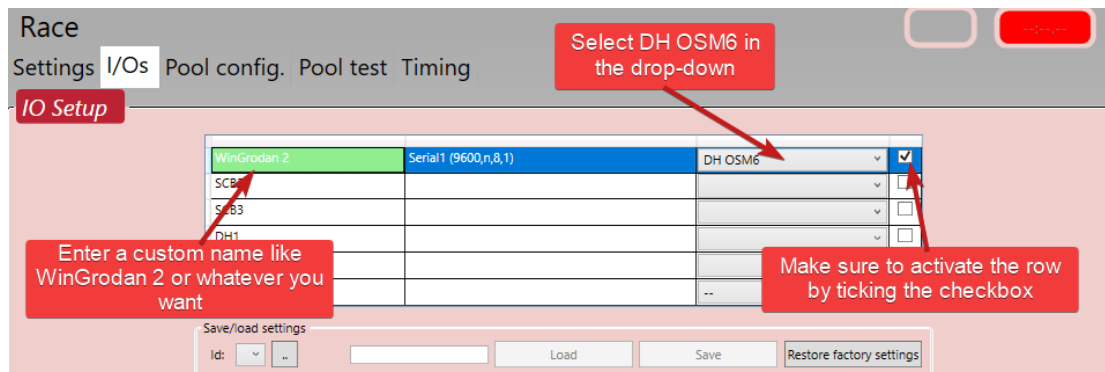 Race
--:--.--
Settings I/Os Pool config. Pool test Timing
Select DH OSM6 in
the drop-down
IO Setup
WinGrodan 2 Serial1 (9600,n,8,1) DH OSM6
SCB3
DH1
Enter a custom name like
WinGrodan 2 or whatever you
want
Make sure to activate the row
by ticking the checkbox
--
Save/load settings
Id: .. Load Save Restore factory settings